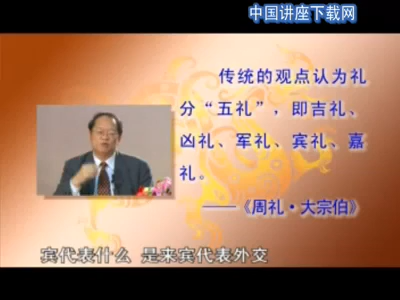 中国讲座下载网
传统的观点认为礼
分“五礼”，即吉礼、
凶礼、军礼、宾礼、嘉
礼。
——《周礼·大宗伯》
宾代表什么 是来宾代表外交